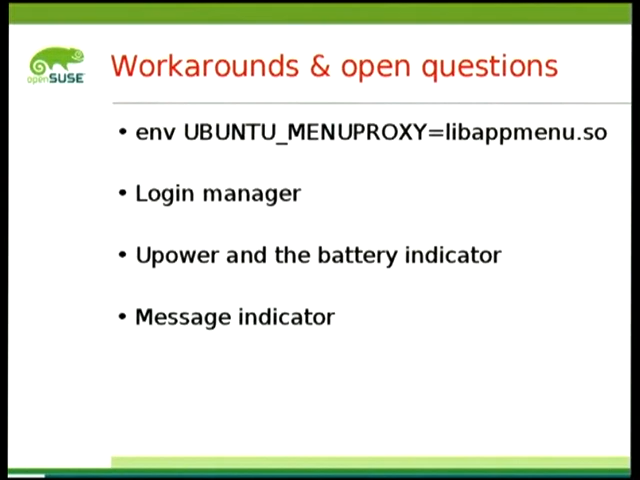 openSUSE
Workarounds & open questions
• env UBUNTU_MENUPROXY=libappmenu.so
• Login manager
• Upower and the battery indicator
• Message indicator